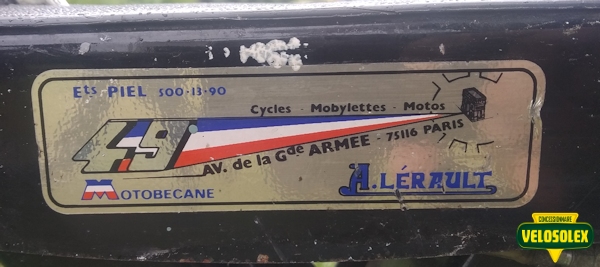 Ets PIEL 500·13·90
Cycles - Mobylettes - Motos
49 AV. de la Gde ARMEE - 75116 PARIS
MOTOBECANE
A. LÉRAULT
CONCESSIONNAIRE
VELOSOLEX